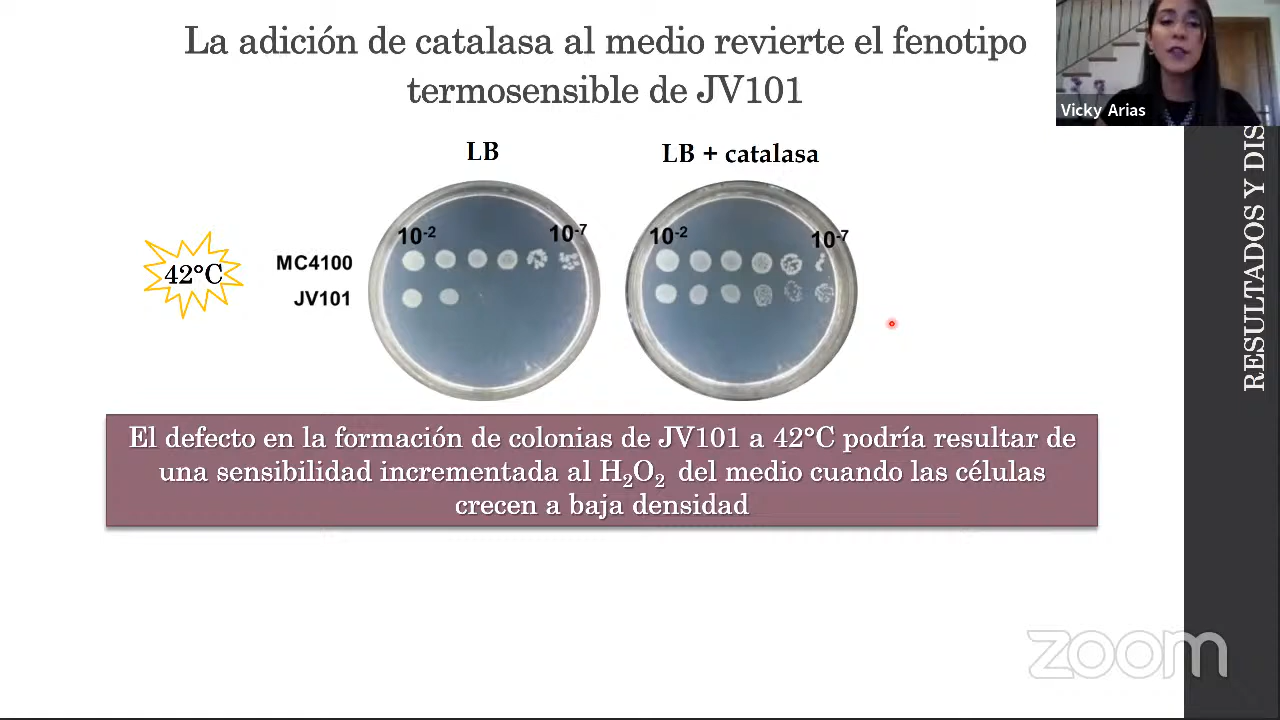 La adición de catalasa al medio revierte el fenotipo
termosensible de JV101
Vicky Arias
LB
LB + catalasa
10-2
10-7
10-2
10-7
42°C
MC4100
JV101
El defecto en la formación de colonias de JV101 a 42°C podría resultar de
una sensibilidad incrementada al H2O2 del medio cuando las células
crecen a baja densidad
RESULTADOS Y DIS
zoom